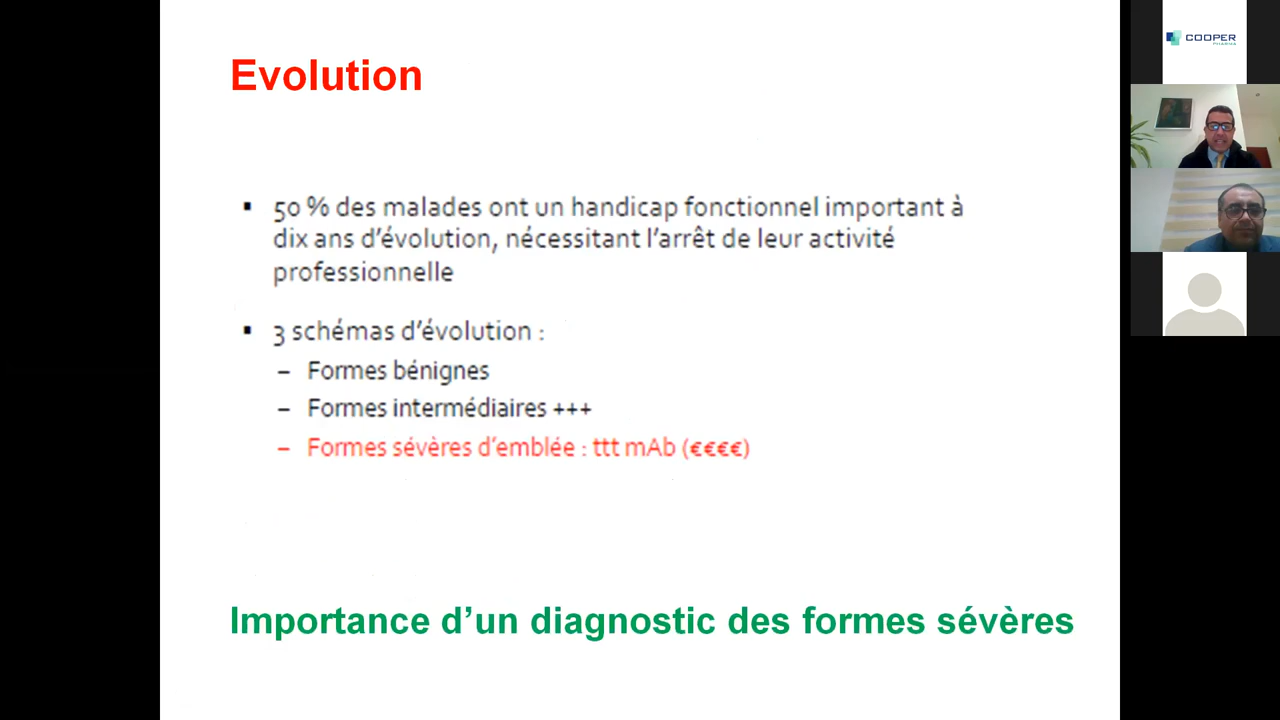 Evolution
▪ 50 % des malades ont un handicap fonctionnel important à
dix ans d’évolution, nécessitant l’arrêt de leur activité
professionnelle
▪ 3 schémas d’évolution :
– Formes bénignes
– Formes intermédiaires +++
– Formes sévères d’emblée : ttt mAb (€€€€)
Importance d’un diagnostic des formes sévères
COOPER
PHARMA